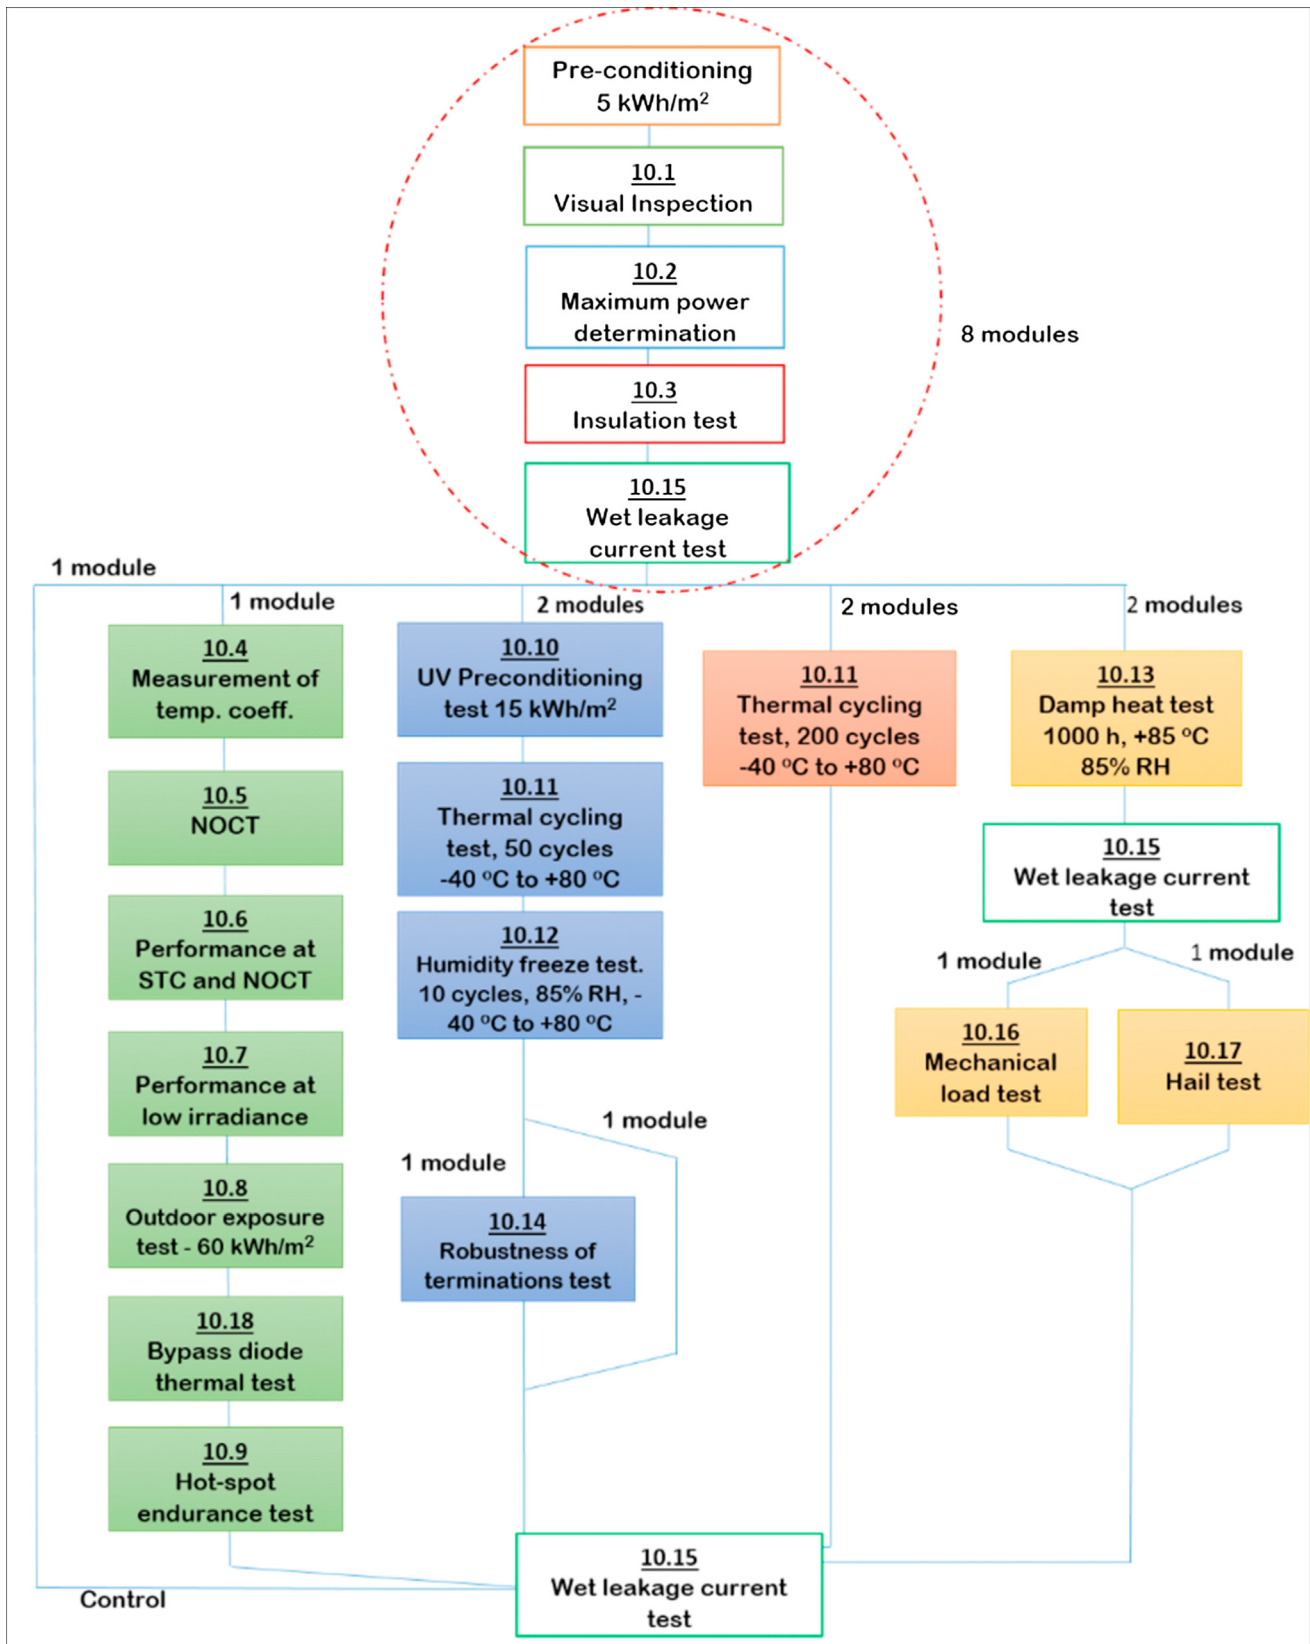 Pre-conditioning
5 kWh/m²
10.1
Visual Inspection
10.2
Maximum power
determination
8 modules
10.3
Insulation test
10.15
Wet leakage
current test
1 module
1 module
10.4
Measurement of
temp. coeff.
10.5
NOCT
10.6
Performance at
STC and NOCT
10.7
Performance at
low irradiance
10.8
Outdoor exposure
test - 60 kWh/m²
10.18
Bypass diode
thermal test
10.9
Hot-spot
endurance test
2 modules
10.10
UV Preconditioning
test 15 kWh/m²
10.11
Thermal cycling
test, 50 cycles
-40 ºC to +80 ºC
10.12
Humidity freeze test.
10 cycles, 85% RH, -
40 ºC to +80 ºC
1 module
1 module
10.14
Robustness of
terminations test
2 modules
10.11
Thermal cycling
test, 200 cycles
-40 ºC to +80 ºC
2 modules
10.13
Damp heat test
1000 h, +85 ºC
85% RH
10.15
Wet leakage current
test
1 module
1 module
10.16
Mechanical
load test
10.17
Hail test
Control
10.15
Wet leakage current
test